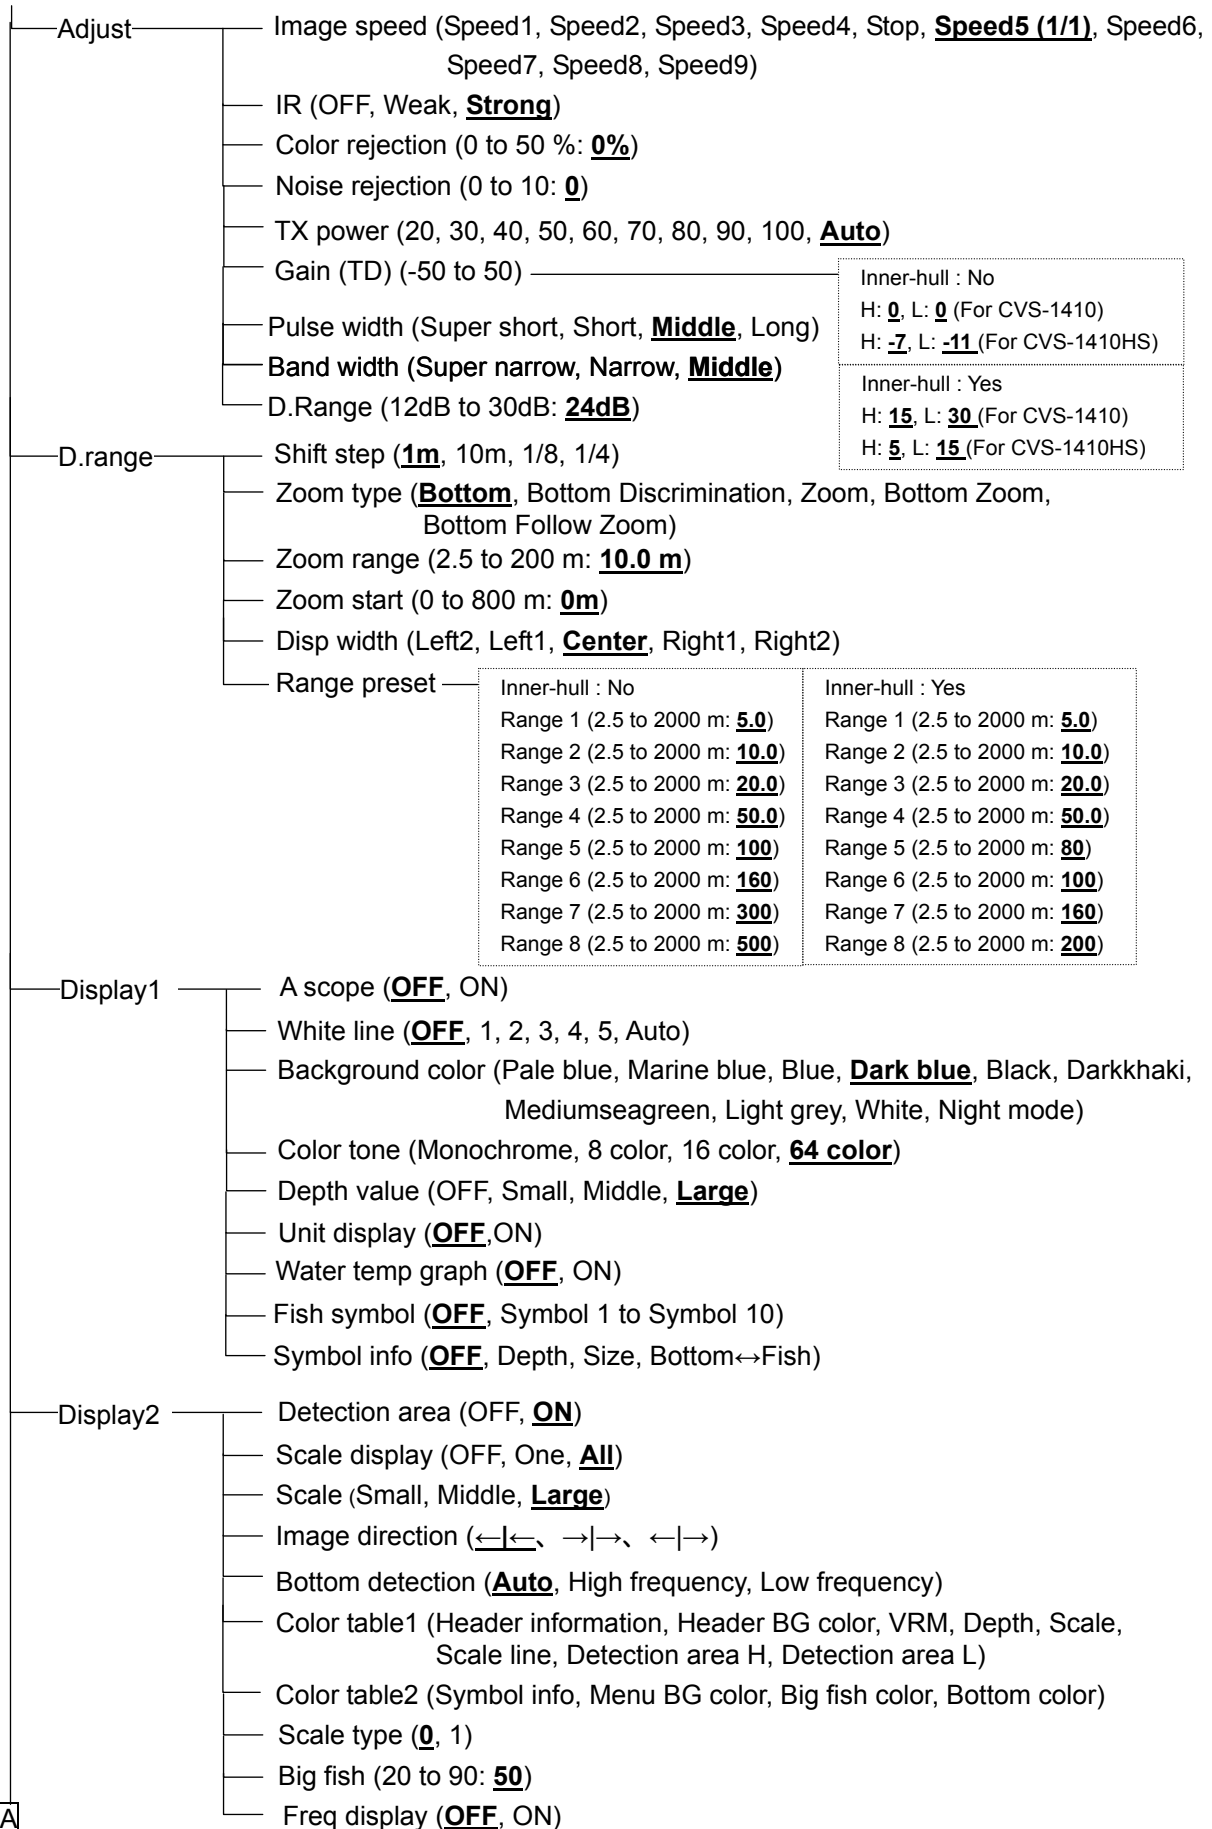 Adjust
Image speed (Speed1, Speed2, Speed3, Speed4, Stop, Speed5 (1/1), Speed6,
Speed7, Speed8, Speed9)
IR (OFF, Weak, Strong)
Color rejection (0 to 50 %: 0%)
Noise rejection (0 to 10: 0)
TX power (20, 30, 40, 50, 60, 70, 80, 90, 100, Auto)
Gain (TD) (-50 to 50)
Inner-hull : No
H: 0, L: 0 (For CVS-1410)
H: -7, L: -11 (For CVS-1410HS)
Inner-hull : Yes
H: 15, L: 30 (For CVS-1410)
H: 5, L: 15 (For CVS-1410HS)
Pulse width (Super short, Short, Middle, Long)
Band width (Super narrow, Narrow, Middle)
D.Range (12dB to 30dB: 24dB)
D.range
Shift step (1m, 10m, 1/8, 1/4)
Zoom type (Bottom, Bottom Discrimination, Zoom, Bottom Zoom,
Bottom Follow Zoom)
Zoom range (2.5 to 200 m: 10.0 m)
Zoom start (0 to 800 m: 0m)
Disp width (Left2, Left1, Center, Right1, Right2)
Range preset
Inner-hull : No
Range 1 (2.5 to 2000 m: 5.0)
Range 2 (2.5 to 2000 m: 10.0)
Range 3 (2.5 to 2000 m: 20.0)
Range 4 (2.5 to 2000 m: 50.0)
Range 5 (2.5 to 2000 m: 100)
Range 6 (2.5 to 2000 m: 160)
Range 7 (2.5 to 2000 m: 300)
Range 8 (2.5 to 2000 m: 500)
Inner-hull : Yes
Range 1 (2.5 to 2000 m: 5.0)
Range 2 (2.5 to 2000 m: 10.0)
Range 3 (2.5 to 2000 m: 20.0)
Range 4 (2.5 to 2000 m: 50.0)
Range 5 (2.5 to 2000 m: 80)
Range 6 (2.5 to 2000 m: 100)
Range 7 (2.5 to 2000 m: 160)
Range 8 (2.5 to 2000 m: 200)
Display1
A scope (OFF, ON)
White line (OFF, 1, 2, 3, 4, 5, Auto)
Background color (Pale blue, Marine blue, Blue, Dark blue, Black, Darkkhaki,
Mediumseagreen, Light grey, White, Night mode)
Color tone (Monochrome, 8 color, 16 color, 64 color)
Depth value (OFF, Small, Middle, Large)
Unit display (OFF,ON)
Water temp graph (OFF, ON)
Fish symbol (OFF, Symbol 1 to Symbol 10)
Symbol info (OFF, Depth, Size, Bottom↔Fish)
Display2
Detection area (OFF, ON)
Scale display (OFF, One, All)
Scale (Small, Middle, Large)
Image direction (←|←、→|→、←|→)
Bottom detection (Auto, High frequency, Low frequency)
Color table1 (Header information, Header BG color, VRM, Depth, Scale,
Scale line, Detection area H, Detection area L)
Color table2 (Symbol info, Menu BG color, Big fish color, Bottom color)
Scale type (0, 1)
Big fish (20 to 90: 50)
Freq display (OFF, ON)
A